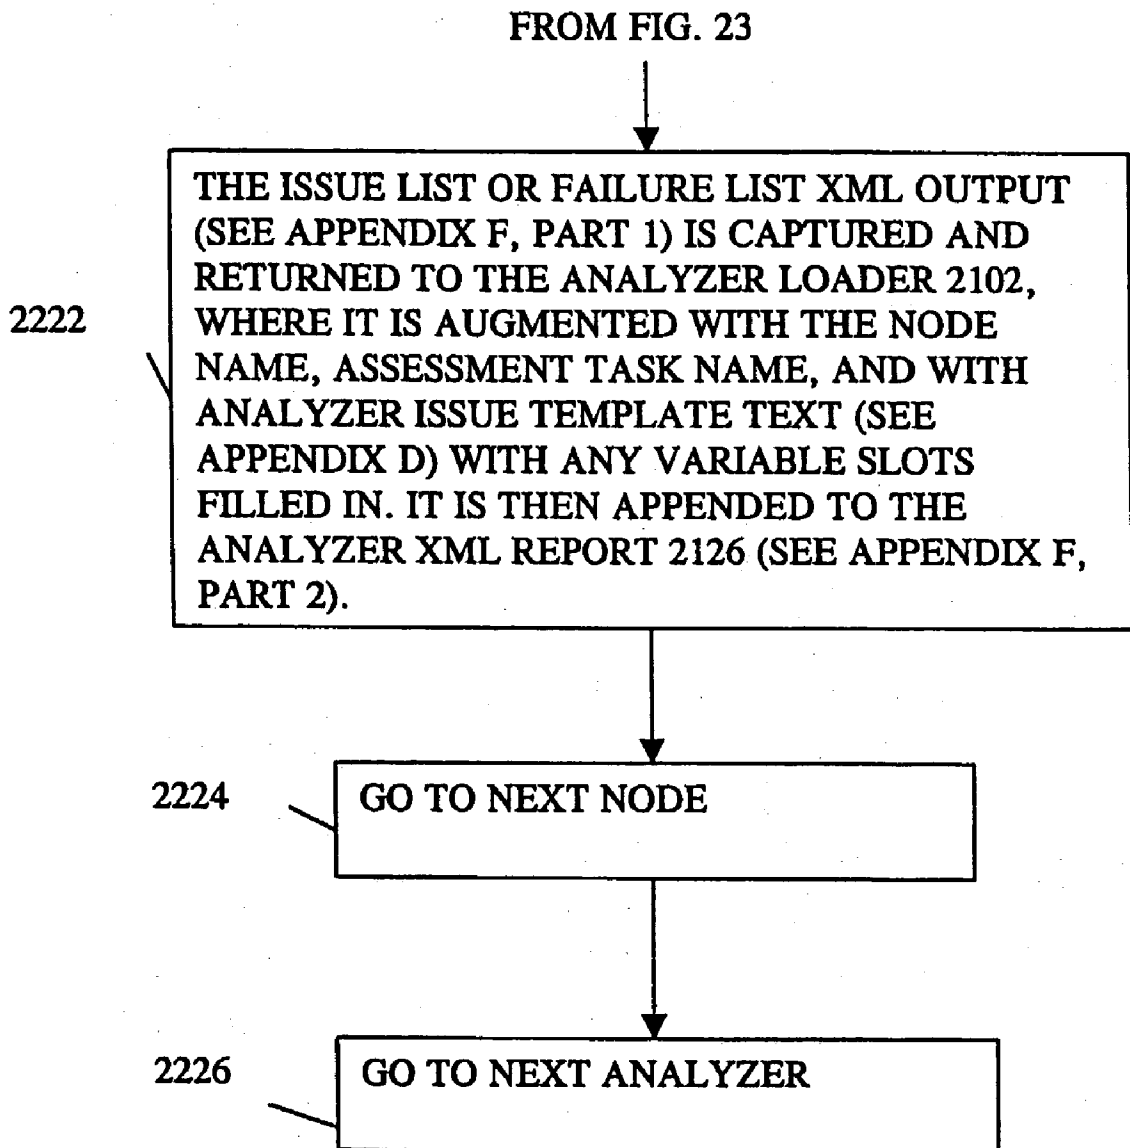 FROM FIG. 23
THE ISSUE LIST OR FAILURE LIST XML OUTPUT
(SEE APPENDIX F, PART 1) IS CAPTURED AND
RETURNED TO THE ANALYZER LOADER 2102,
WHERE IT IS AUGMENTED WITH THE NODE
NAME, ASSESSMENT TASK NAME, AND WITH
ANALYZER ISSUE TEMPLATE TEXT (SEE
APPENDIX D) WITH ANY VARIABLE SLOTS
FILLED IN. IT IS THEN APPENDED TO THE
ANALYZER XML REPORT 2126 (SEE APPENDIX F,
PART 2).
2222
2224
GO TO NEXT NODE
2226
GO TO NEXT ANALYZER